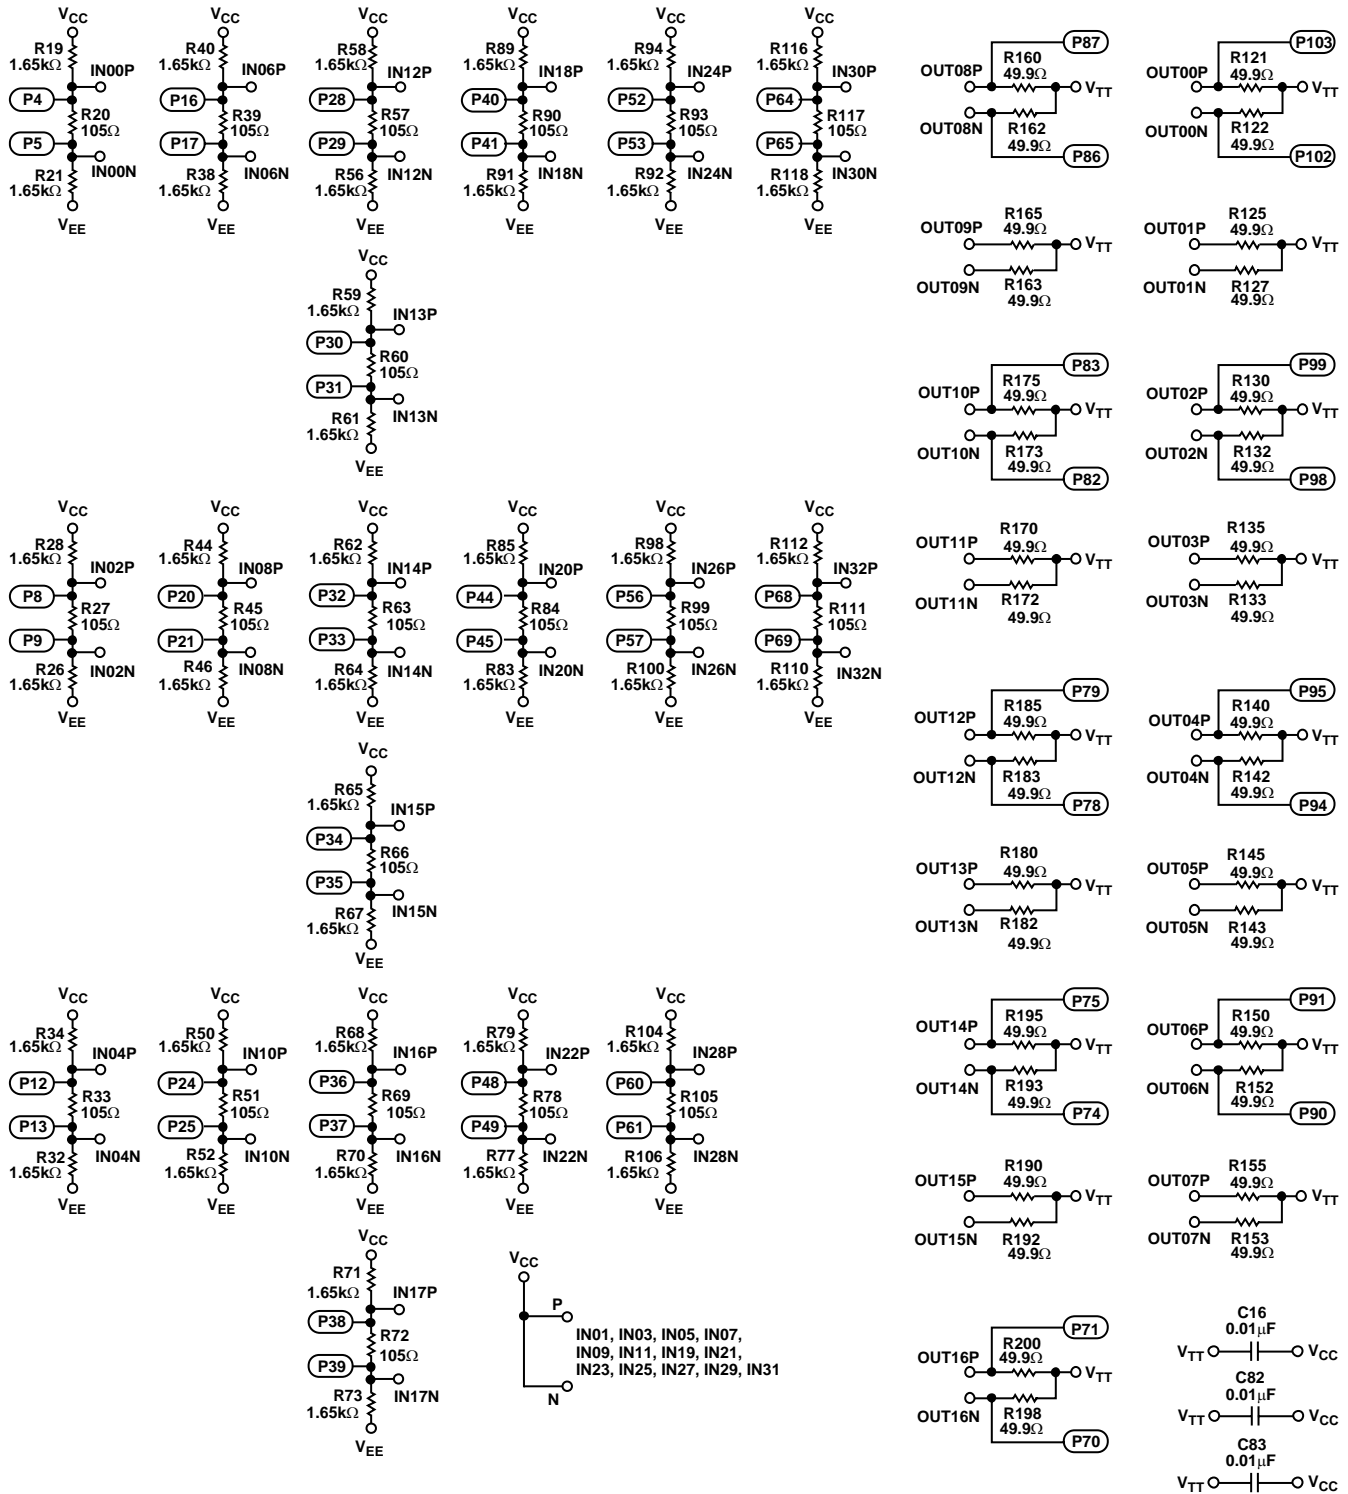 VCC
R19
1.65kΩ
IN00P
P4
R20
105Ω
P5
IN00N
R21
1.65kΩ
VEE
VCC
R40
1.65kΩ
IN06P
P16
R39
105Ω
P17
IN06N
R38
1.65kΩ
VEE
VCC
R58
1.65kΩ
IN12P
P28
R57
105Ω
P29
IN12N
R56
1.65kΩ
VEE
VCC
R89
1.65kΩ
IN18P
P40
R90
105Ω
P41
IN18N
R91
1.65kΩ
VEE
VCC
R94
1.65kΩ
IN24P
P52
R93
105Ω
P53
IN24N
R92
1.65kΩ
VEE
VCC
R116
1.65kΩ
IN30P
P64
R117
105Ω
P65
IN30N
R118
1.65kΩ
VEE
VCC
R59
1.65kΩ
IN13P
P30
R60
105Ω
P31
IN13N
R61
1.65kΩ
VEE
VCC
R28
1.65kΩ
IN02P
P8
R27
105Ω
P9
IN02N
R26
1.65kΩ
VEE
VCC
R44
1.65kΩ
IN08P
P20
R45
105Ω
P21
IN08N
R46
1.65kΩ
VEE
VCC
R62
1.65kΩ
IN14P
P32
R63
105Ω
P33
IN14N
R64
1.65kΩ
VEE
VCC
R85
1.65kΩ
IN20P
P44
R84
105Ω
P45
IN20N
R83
1.65kΩ
VEE
VCC
R98
1.65kΩ
IN26P
P56
R99
105Ω
P57
IN26N
R100
1.65kΩ
VEE
VCC
R112
1.65kΩ
IN32P
P68
R111
105Ω
P69
IN32N
R110
1.65kΩ
VEE
VCC
R65
1.65kΩ
IN15P
P34
R66
105Ω
P35
IN15N
R67
1.65kΩ
VEE
VCC
R34
1.65kΩ
IN04P
P12
R33
105Ω
P13
IN04N
R32
1.65kΩ
VEE
VCC
R50
1.65kΩ
IN10P
P24
R51
105Ω
P25
IN10N
R52
1.65kΩ
VEE
VCC
R68
1.65kΩ
IN16P
P36
R69
105Ω
P37
IN16N
R70
1.65kΩ
VEE
VCC
R79
1.65kΩ
IN22P
P48
R78
105Ω
P49
IN22N
R77
1.65kΩ
VEE
VCC
R104
1.65kΩ
IN28P
P60
R105
105Ω
P61
IN28N
R106
1.65kΩ
VEE
VCC
R71
1.65kΩ
IN17P
P38
R72
105Ω
P39
IN17N
R73
1.65kΩ
VEE
VCC
P
IN01, IN03, IN05, IN07,
IN09, IN11, IN19, IN21,
IN23, IN25, IN27, IN29, IN31
N
P87
R160
49.9Ω
OUT08P
VTT
OUT08N
R162
49.9Ω
P86
P103
R121
49.9Ω
OUT00P
VTT
OUT00N
R122
49.9Ω
P102
R165
49.9Ω
OUT09P
VTT
OUT09N
R163
49.9Ω
R125
49.9Ω
OUT01P
VTT
OUT01N
R127
49.9Ω
P83
R175
49.9Ω
OUT10P
VTT
OUT10N
R173
49.9Ω
P82
P99
R130
49.9Ω
OUT02P
VTT
OUT02N
R132
49.9Ω
P98
R170
49.9Ω
OUT11P
VTT
OUT11N
R172
49.9Ω
R135
49.9Ω
OUT03P
VTT
OUT03N
R133
49.9Ω
P79
R185
49.9Ω
OUT12P
VTT
OUT12N
R183
49.9Ω
P78
P95
R140
49.9Ω
OUT04P
VTT
OUT04N
R142
49.9Ω
P94
R180
49.9Ω
OUT13P
VTT
OUT13N
R182
49.9Ω
R145
49.9Ω
OUT05P
VTT
OUT05N
R143
49.9Ω
P75
R195
49.9Ω
OUT14P
VTT
OUT14N
R193
49.9Ω
P74
P91
R150
49.9Ω
OUT06P
VTT
OUT06N
R152
49.9Ω
P90
R190
49.9Ω
OUT15P
VTT
OUT15N
R192
49.9Ω
R155
49.9Ω
OUT07P
VTT
OUT07N
R153
49.9Ω
P71
R200
49.9Ω
OUT16P
VTT
OUT16N
R198
49.9Ω
P70
C16
0.01μF
VTT VCC
C82
0.01μF
VTT VCC
C83
0.01μF
VTT VCC